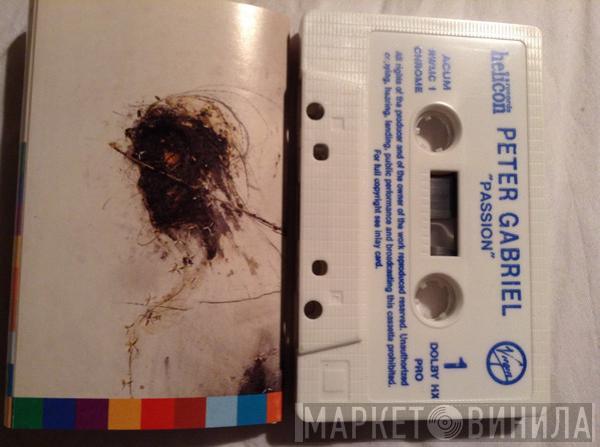 records
helicon
PETER GABRIEL
"PASSION"
ACUM
RWMC 1
CHROME
1
DOLBY HX
PRO
Virgin
All rights of the producer and of the owner of the work reproduced reserved. Unauthorized
copying, hearing, lending, public performance and broadcasting this cassette prohibited.
For full copyright see inlay card.
МАРКЕТ ВИНИЛА